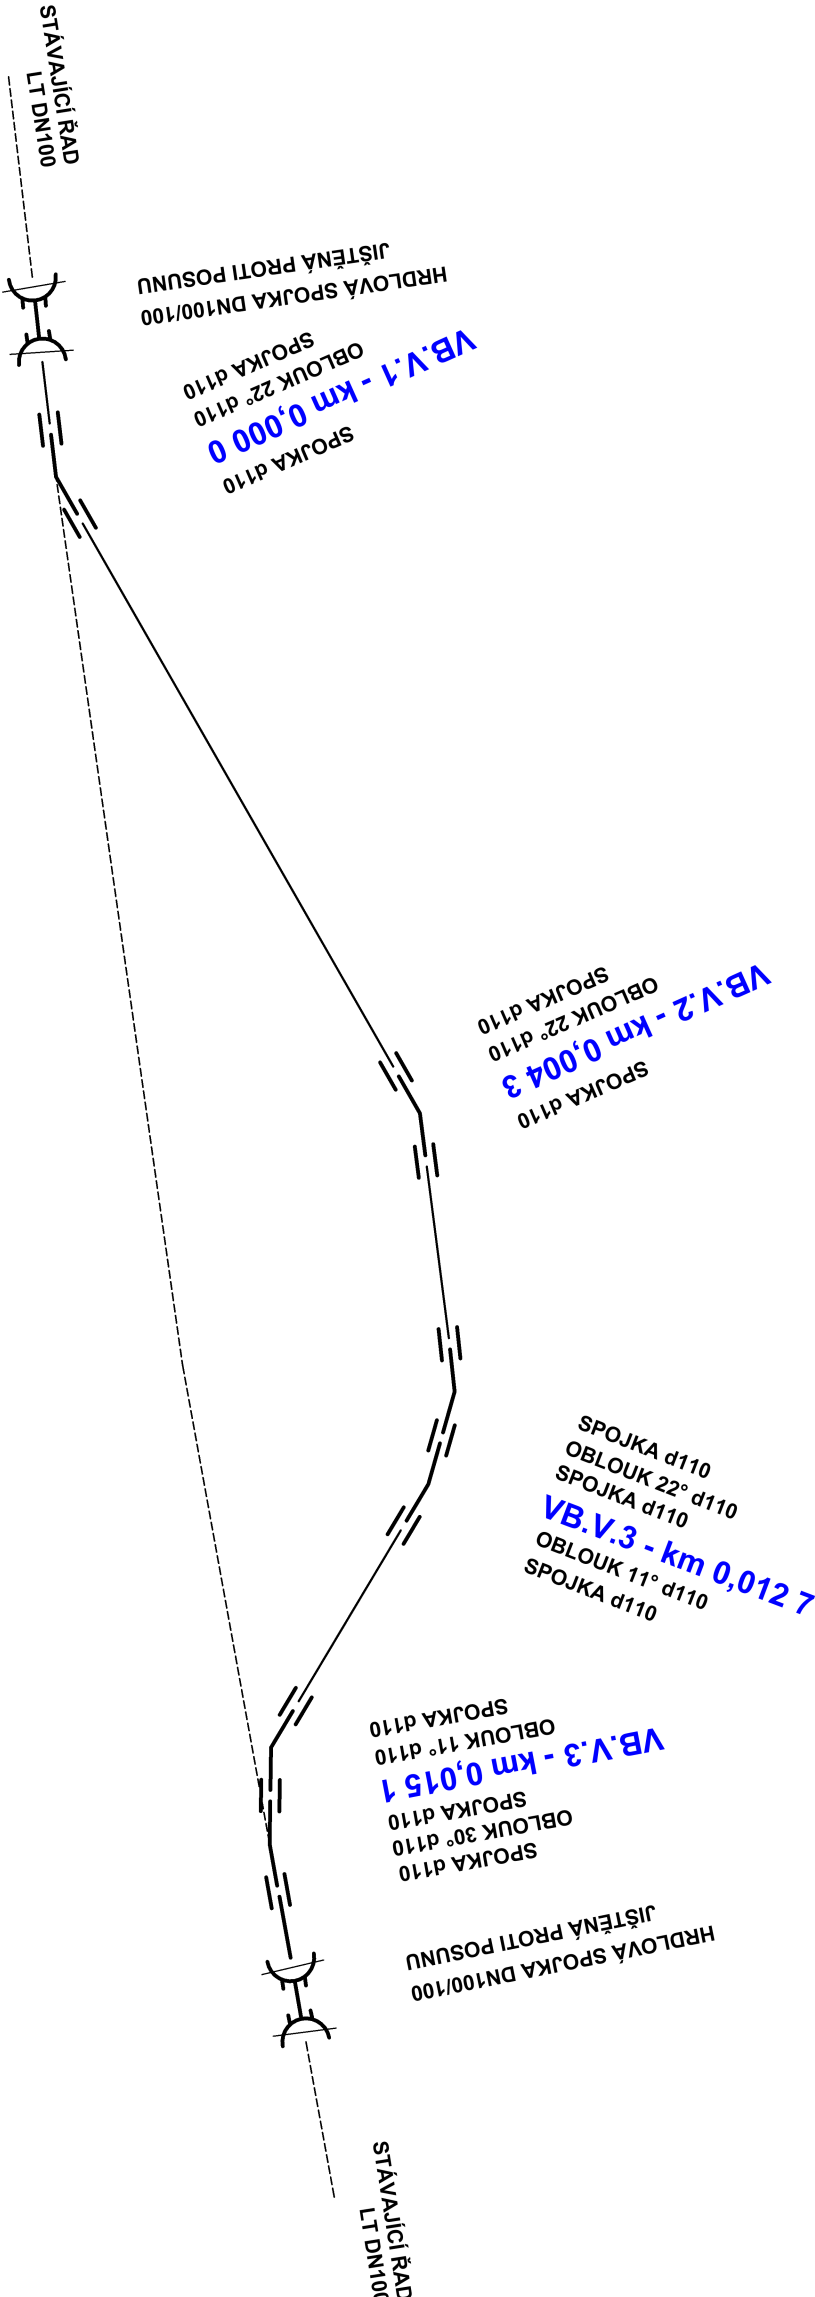 STÁVAJÍCÍ ŘAD
LT DN100
HRDLOVÁ SPOJKA DN100/100
JIŠTĚNÁ PROTI POSUNU
SPOJKA d110
VB.V.1 - km 0,000 0
OBLOUK 22° d110
SPOJKA d110
SPOJKA d110
VB.V.2 - km 0,004 3
OBLOUK 22° d110
SPOJKA d110
SPOJKA d110
OBLOUK 22° d110
SPOJKA d110
VB.V.3 - km 0,012 7
OBLOUK 11° d110
SPOJKA d110
SPOJKA d110
OBLOUK 30° d110
SPOJKA d110
VB.V.3 - km 0,015 1
OBLOUK 11° d110
SPOJKA d110
HRDLOVÁ SPOJKA DN100/100
JIŠTĚNÁ PROTI POSUNU
STÁVAJÍCÍ ŘAD
LT DN100